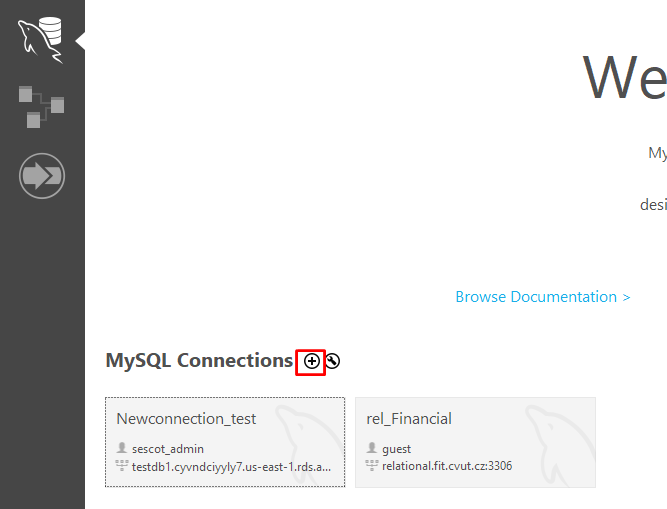 We
My
desi
Browse Documentation >
MySQL Connections
Newconnection_test
sescot_admin
testdb1.cyvndciyyly7.us-east-1.rds.a...
rel_Financial
guest
relational.fit.cvut.cz:3306